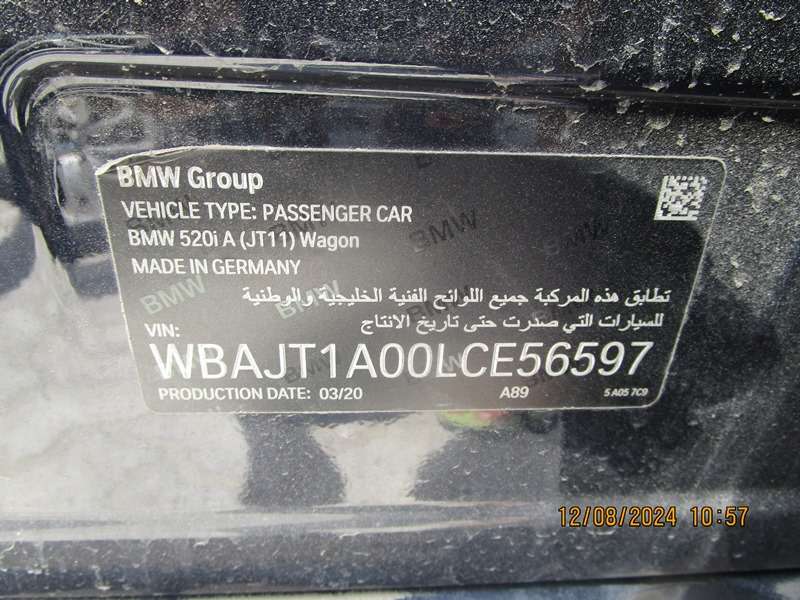 BMW Group
VEHICLE TYPE: PASSENGER CAR
BMW 520i A (JT11) Wagon
MADE IN GERMANY
تطابق هذه المركبة جميع اللوائح الفنية الخليجية والوطنية
للسيارات التي صدرت حتى تاريخ الانتاج
VIN:
WBAJT1A00LCE56597
PRODUCTION DATE: 03/20
A89
5 A05 7C9
12/08/2024 10:57